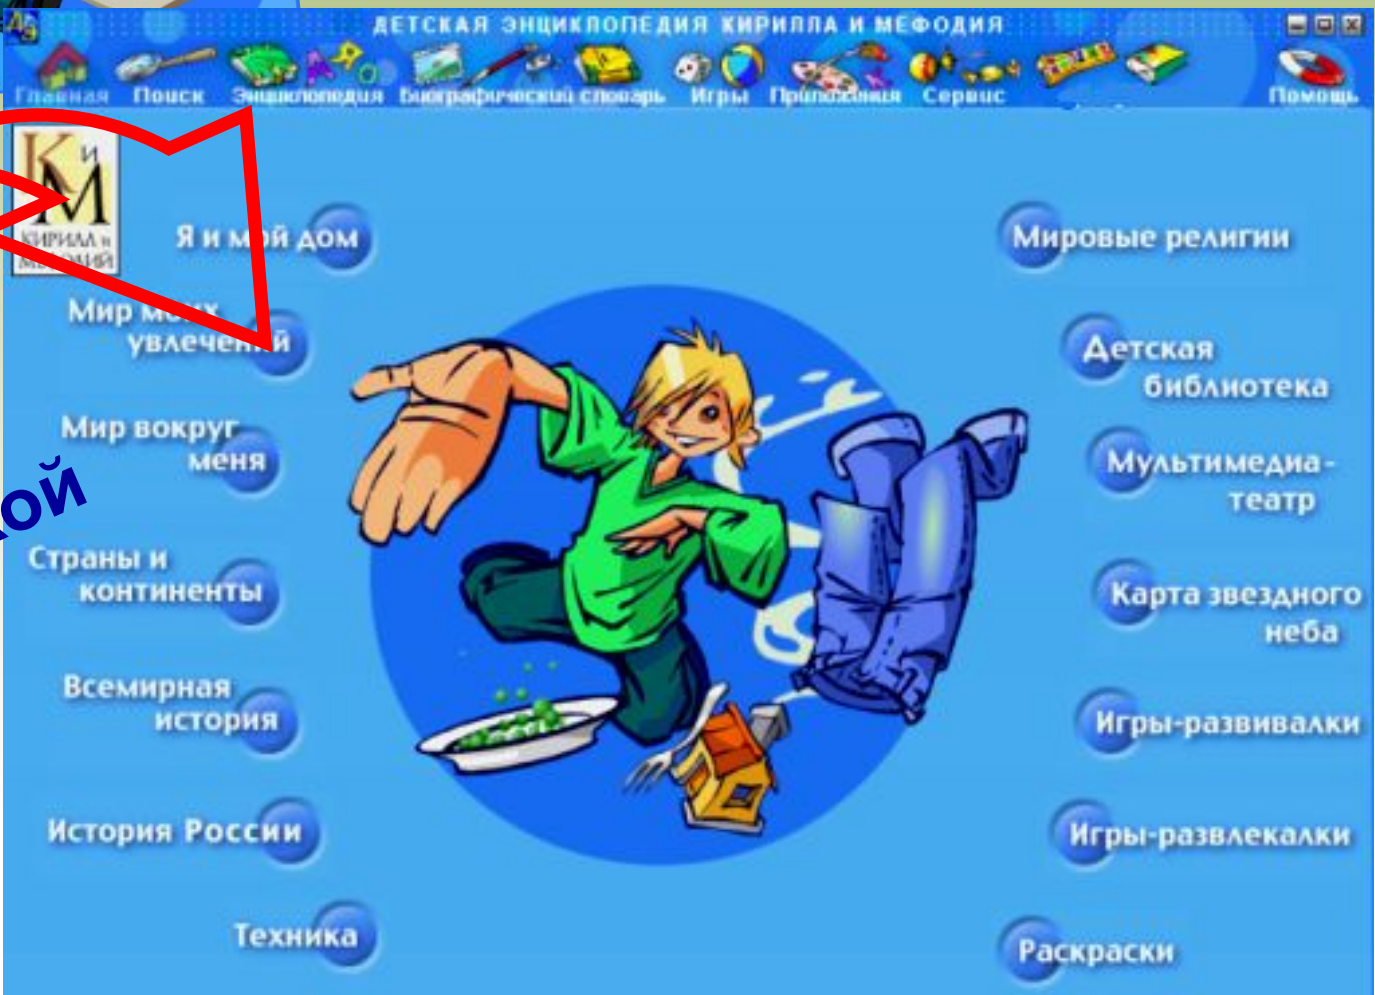 ДЕТСКАЯ ЭНЦИКЛОПЕДИЯ КИРИЛЛА И МЕФОДИЯ
Главная Поиск Энциклопедия Биографический словарь Игры Приложения Сервис Помощь
К и
М
КИРИЛЛ и
МЕФОДИЙ
Я и мой дом
Мир моих
увлечений
Мир вокруг
меня
кой
Страны и
континенты
Всемирная
история
История России
Техника
Мировые религии
Детская
библиотека
Мультимедиа-
театр
Карта звездного
неба
Игры-развивалки
Игры-развлекалки
Раскраски